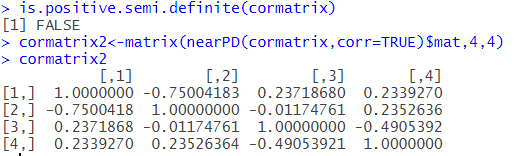 > is.positive.semi.definite(cormatrix)
[1] FALSE
> cormatrix2<-matrix(nearPD(cormatrix,corr=TRUE)$mat,4,4)
> cormatrix2
[,1] [,2] [,3] [,4]
[1,] 1.0000000 -0.75004183 0.23718680 0.2339270
[2,] -0.7500418 1.00000000 -0.01174761 0.2352636
[3,] 0.2371868 -0.01174761 1.00000000 -0.4905392
[4,] 0.2339270 0.23526364 -0.49053921 1.0000000